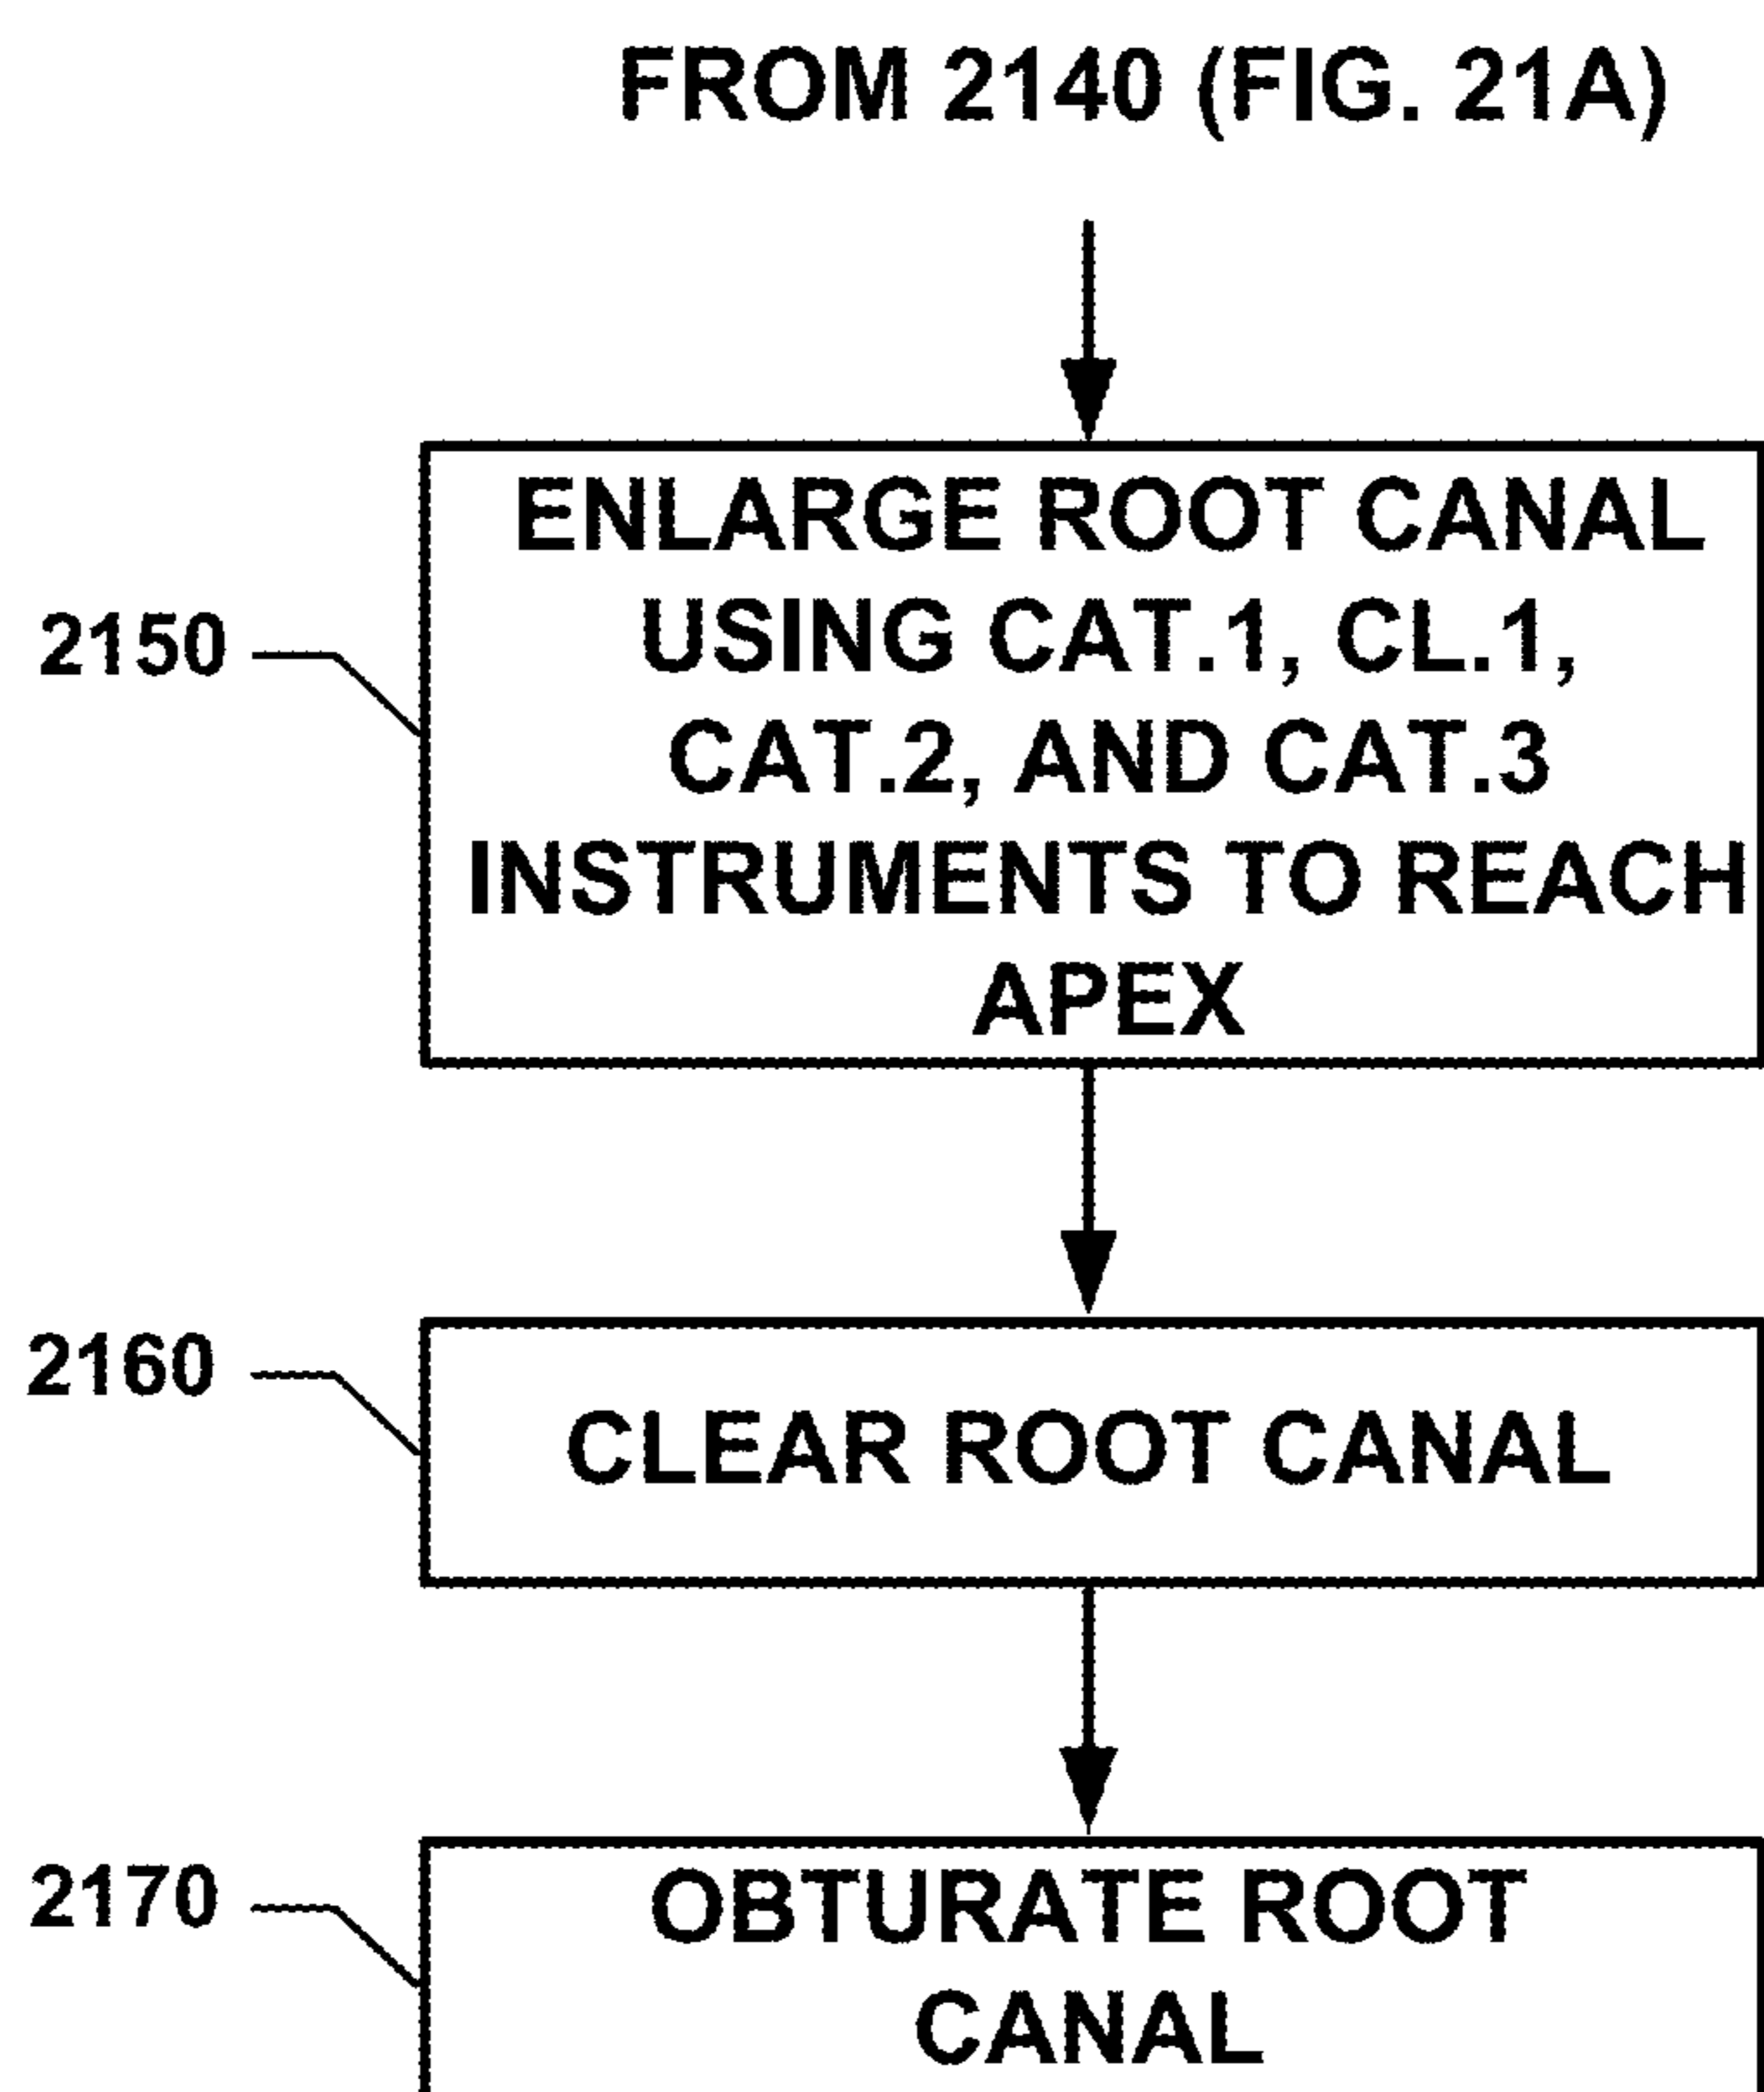 FROM 2140 (FIG. 21A)
ENLARGE ROOT CANAL
USING CAT.1, CL.1,
CAT.2, AND CAT.3
INSTRUMENTS TO REACH
APEX
2150
2160
CLEAR ROOT CANAL
2170
OBTURATE ROOT
CANAL